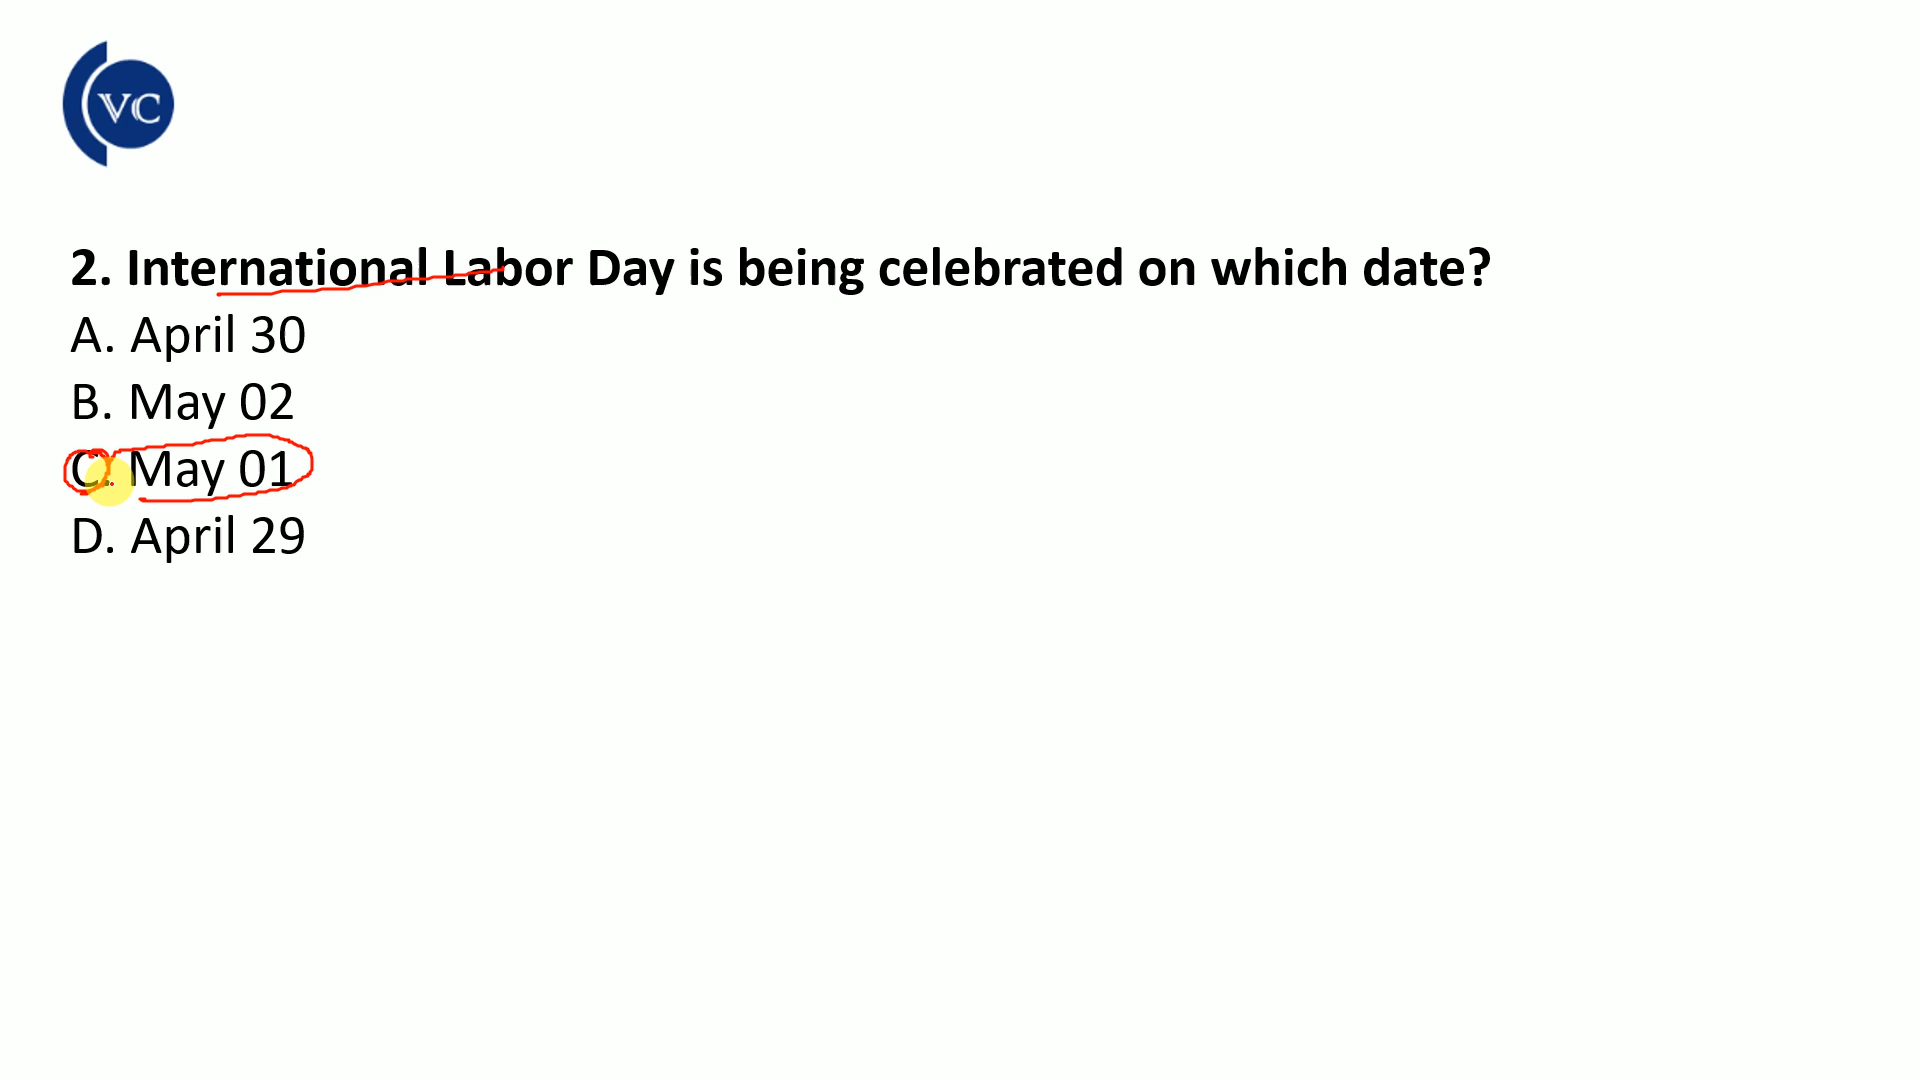 VC
2. International Labor Day is being celebrated on which date?
A. April 30
B. May 02
C. May 01
D. April 29